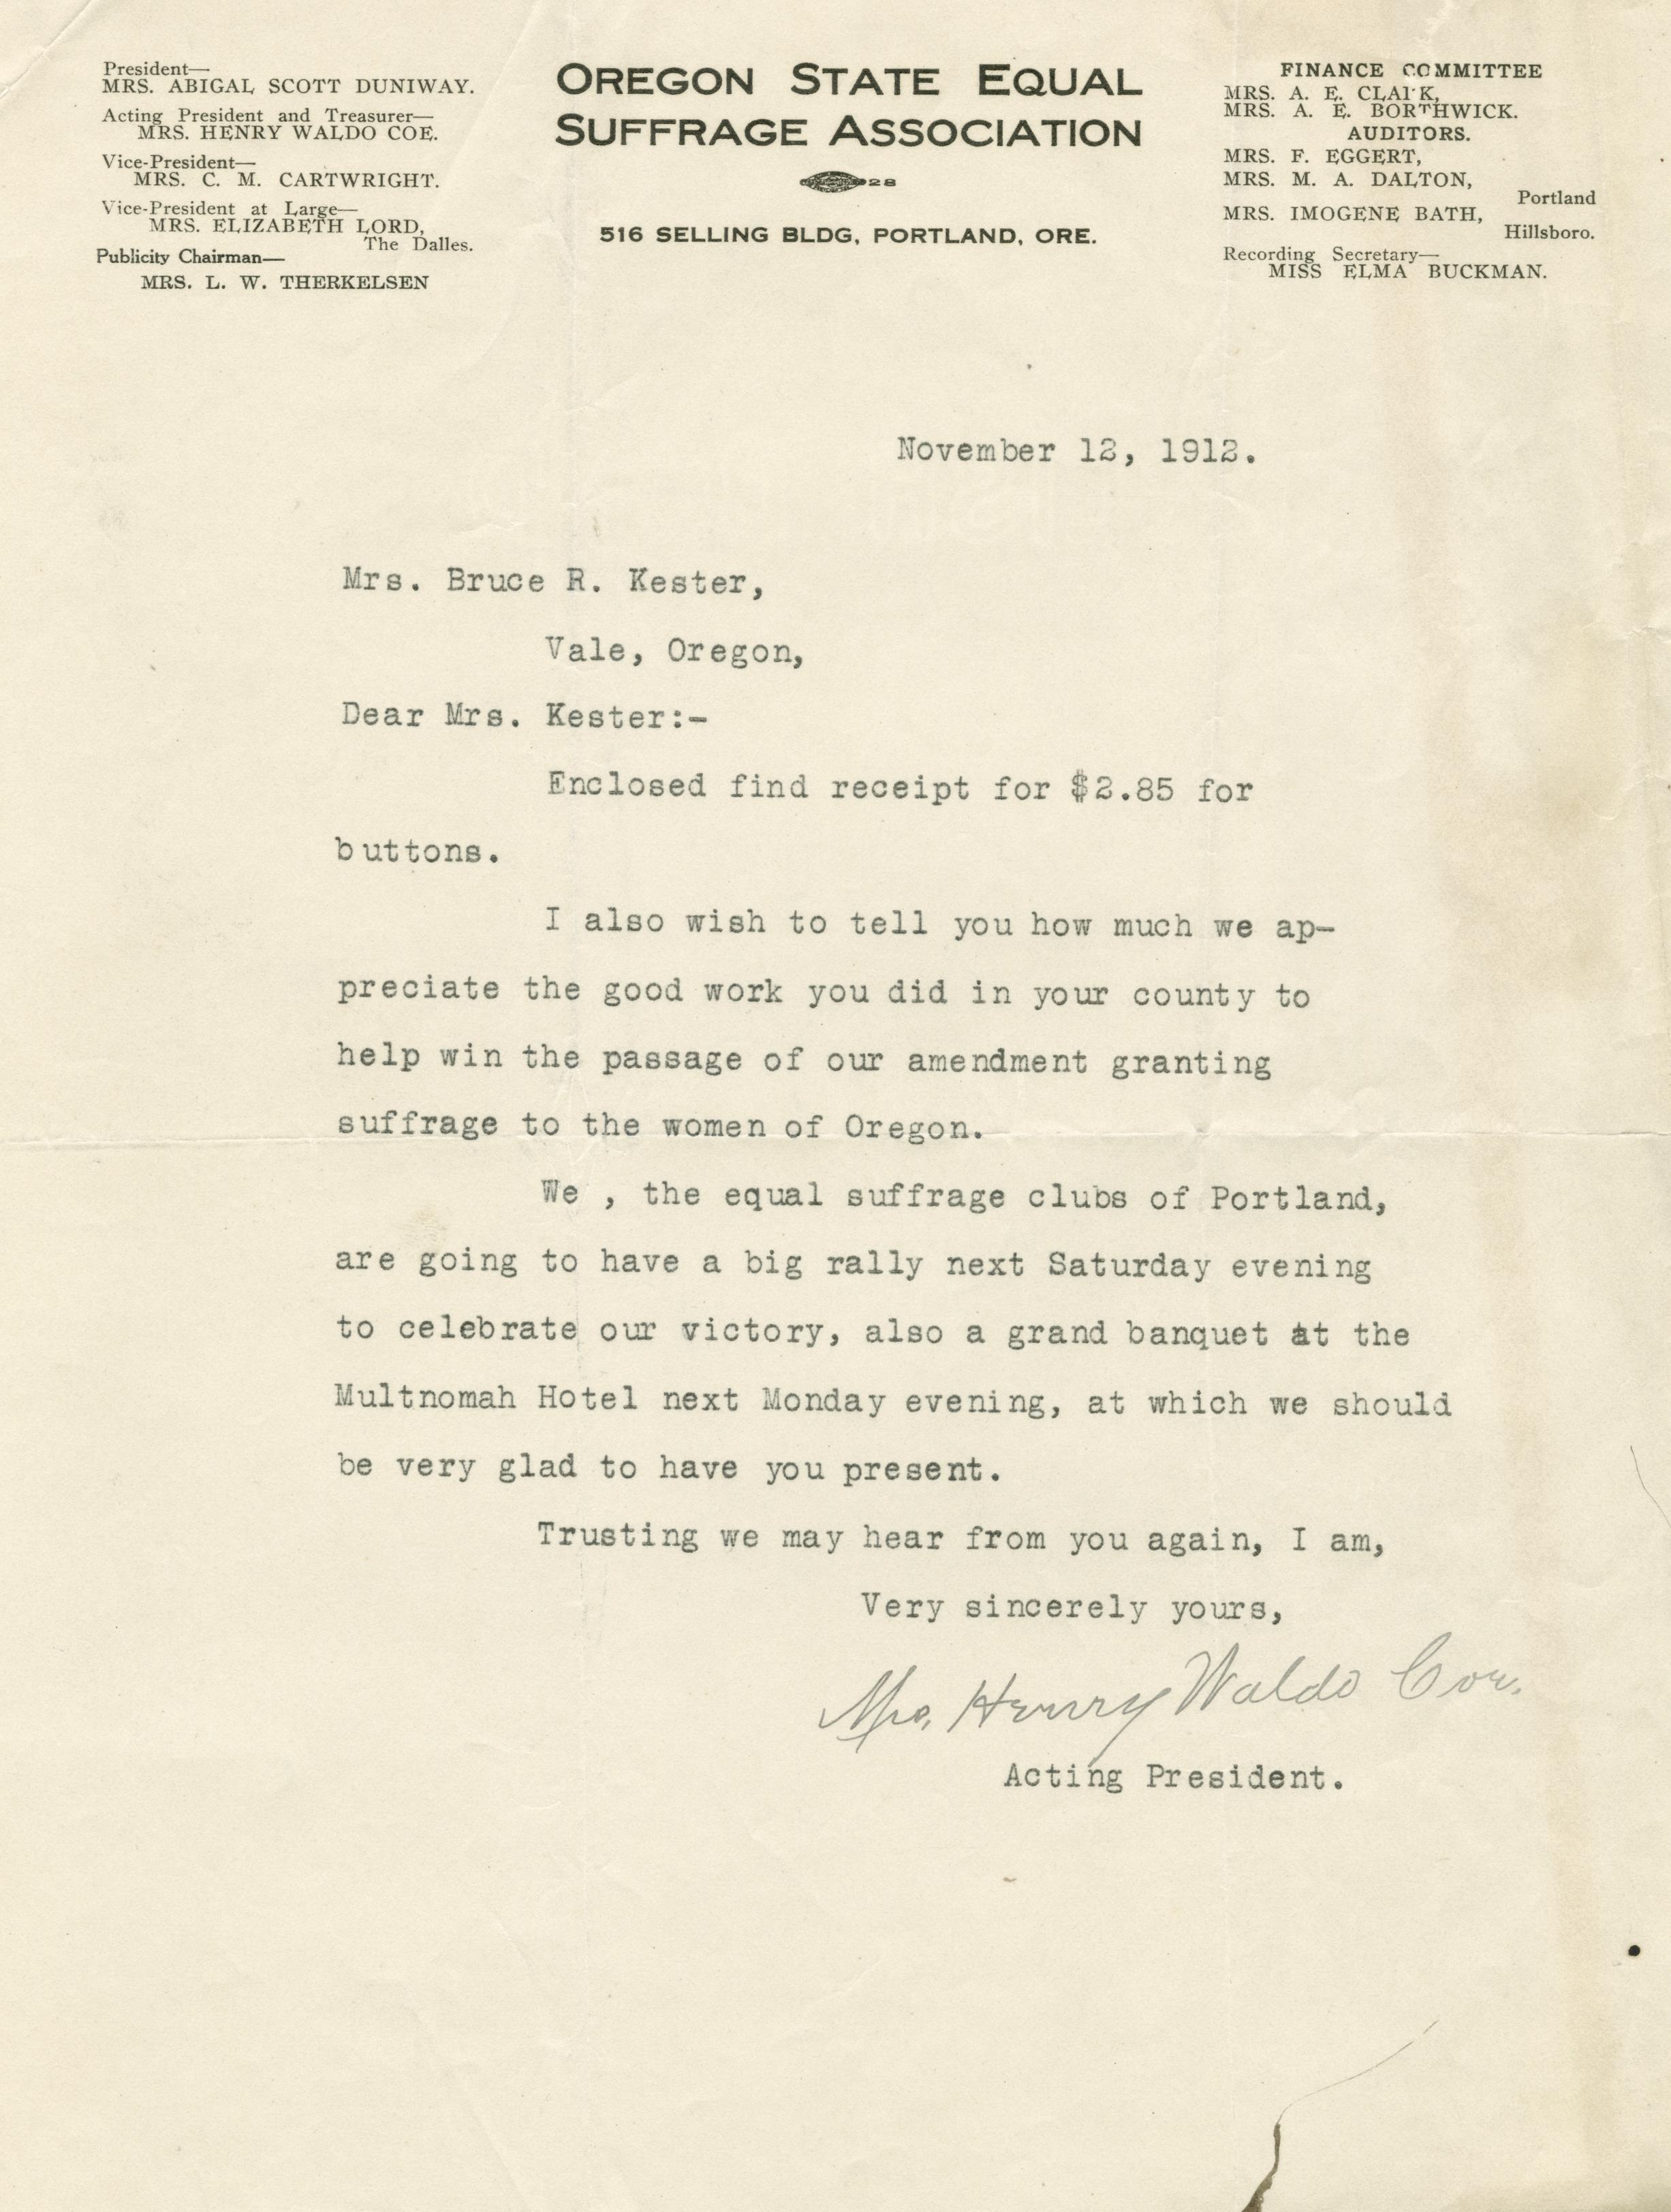 President—
MRS. ABIGAL SCOTT DUNIWAY.
Acting President and Treasurer—
MRS. HENRY WALDO COE.
Vice-President—
MRS. C. M. CARTWRIGHT.
Vice-President at Large—
MRS. ELIZABETH LORD,
The Dalles.
Publicity Chairman—
MRS. L. W. THERKELSEN
OREGON STATE EQUAL
SUFFRAGE ASSOCIATION
28
516 SELLING BLDG, PORTLAND, ORE.
FINANCE COMMITTEE
MRS. A. E. CLARK,
MRS. A. E. BORTHWICK.
AUDITORS.
MRS. F. EGGERT,
MRS. M. A. DALTON,
Portland
MRS. IMOGENE BATH,
Hillsboro.
Recording Secretary—
MISS ELMA BUCKMAN.
November 12, 1912.
Mrs. Bruce R. Kester,
Vale, Oregon,
Dear Mrs. Kester:-
Enclosed find receipt for $2.85 for
buttons.
I also wish to tell you how much we ap-
preciate the good work you did in your county to
help win the passage of our amendment granting
suffrage to the women of Oregon.
We , the equal suffrage clubs of Portland,
are going to have a big rally next Saturday evening
to celebrate our victory, also a grand banquet at the
Multnomah Hotel next Monday evening, at which we should
be very glad to have you present.
Trusting we may hear from you again, I am,
Very sincerely yours,
Mrs. Henry Waldo Coe.
Acting President.